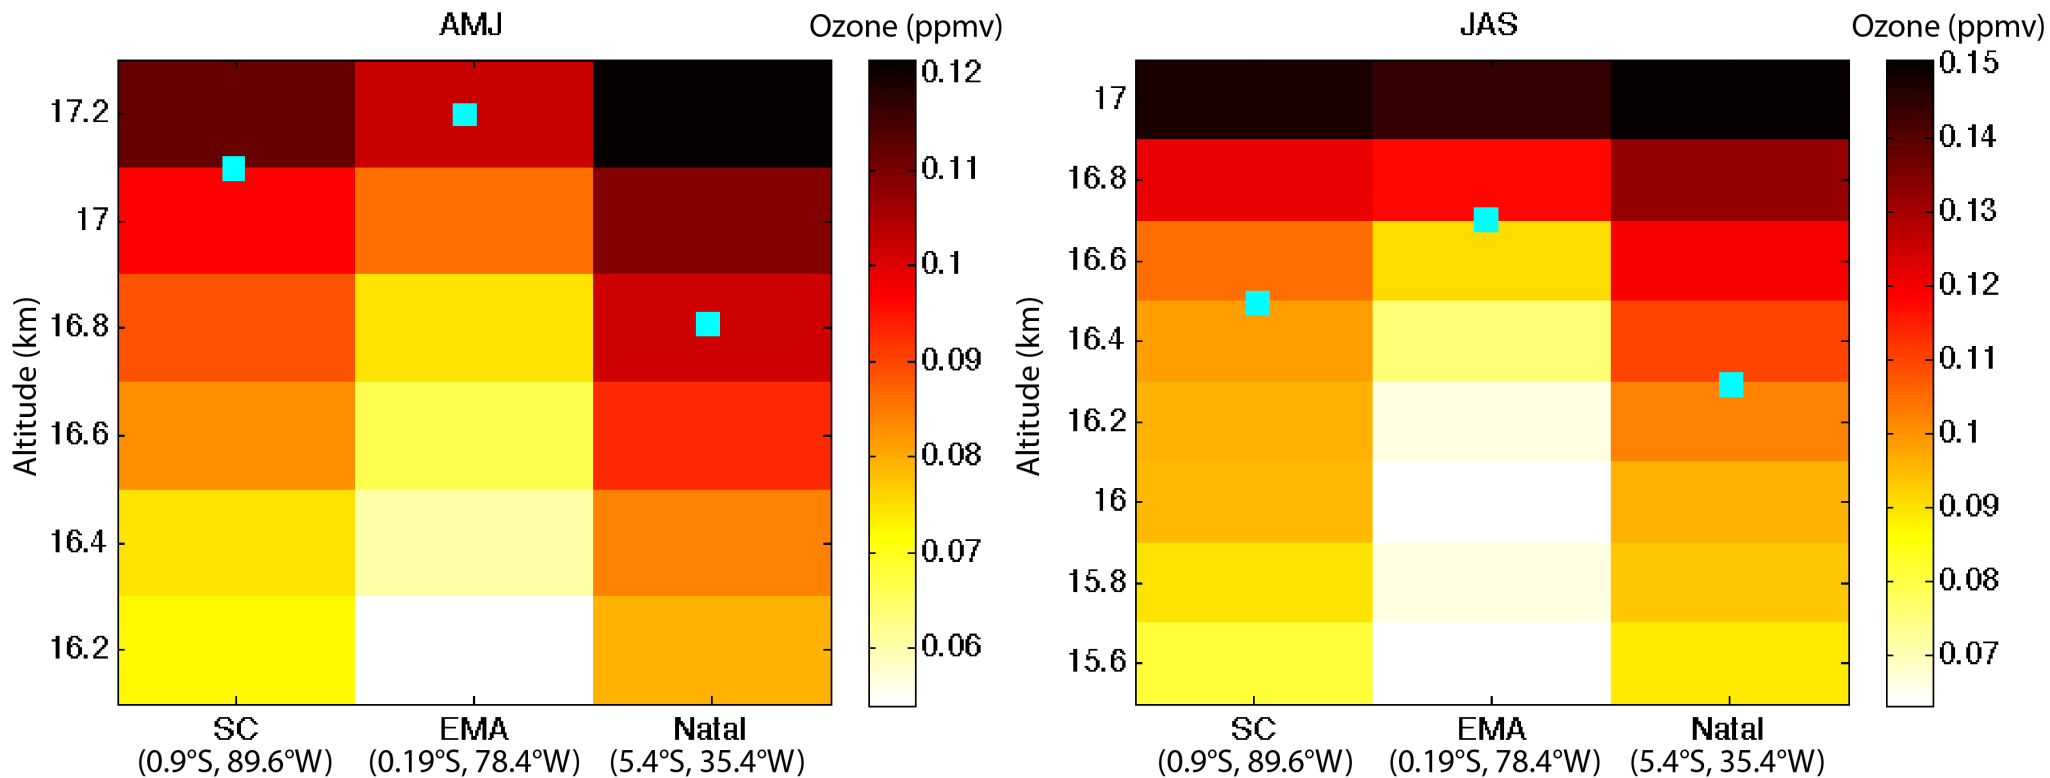 AMJ
Ozone (ppmv)
17.2
17
16.8
16.6
16.4
16.2
Altitude (km)
0.12
0.11
0.1
0.09
0.08
0.07
0.06
SC
EMA
Natal
(0.9°S, 89.6°W)
(0.19°S, 78.4°W)
(5.4°S, 35.4°W)
JAS
Ozone (ppmv)
17
16.8
16.6
16.4
16.2
16
15.8
15.6
Altitude (km)
0.15
0.14
0.13
0.12
0.11
0.1
0.09
0.08
0.07
SC
EMA
Natal
(0.9°S, 89.6°W)
(0.19°S, 78.4°W)
(5.4°S, 35.4°W)